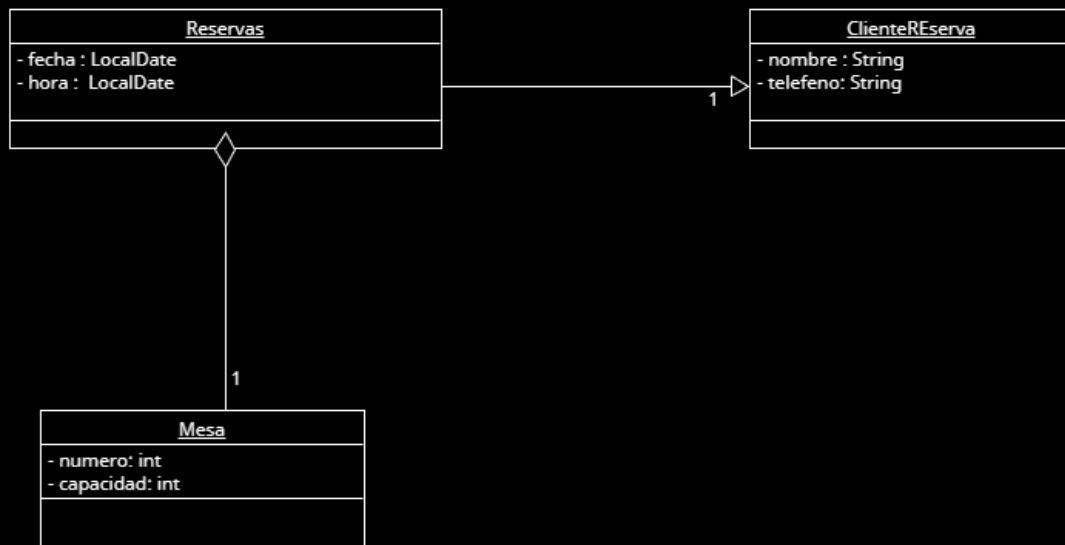 Reservas
- fecha : LocalDate
- hora : LocalDate
ClienteREserva
- nombre : String
- telefeno: String
1
1
Mesa
- numero: int
- capacidad: int